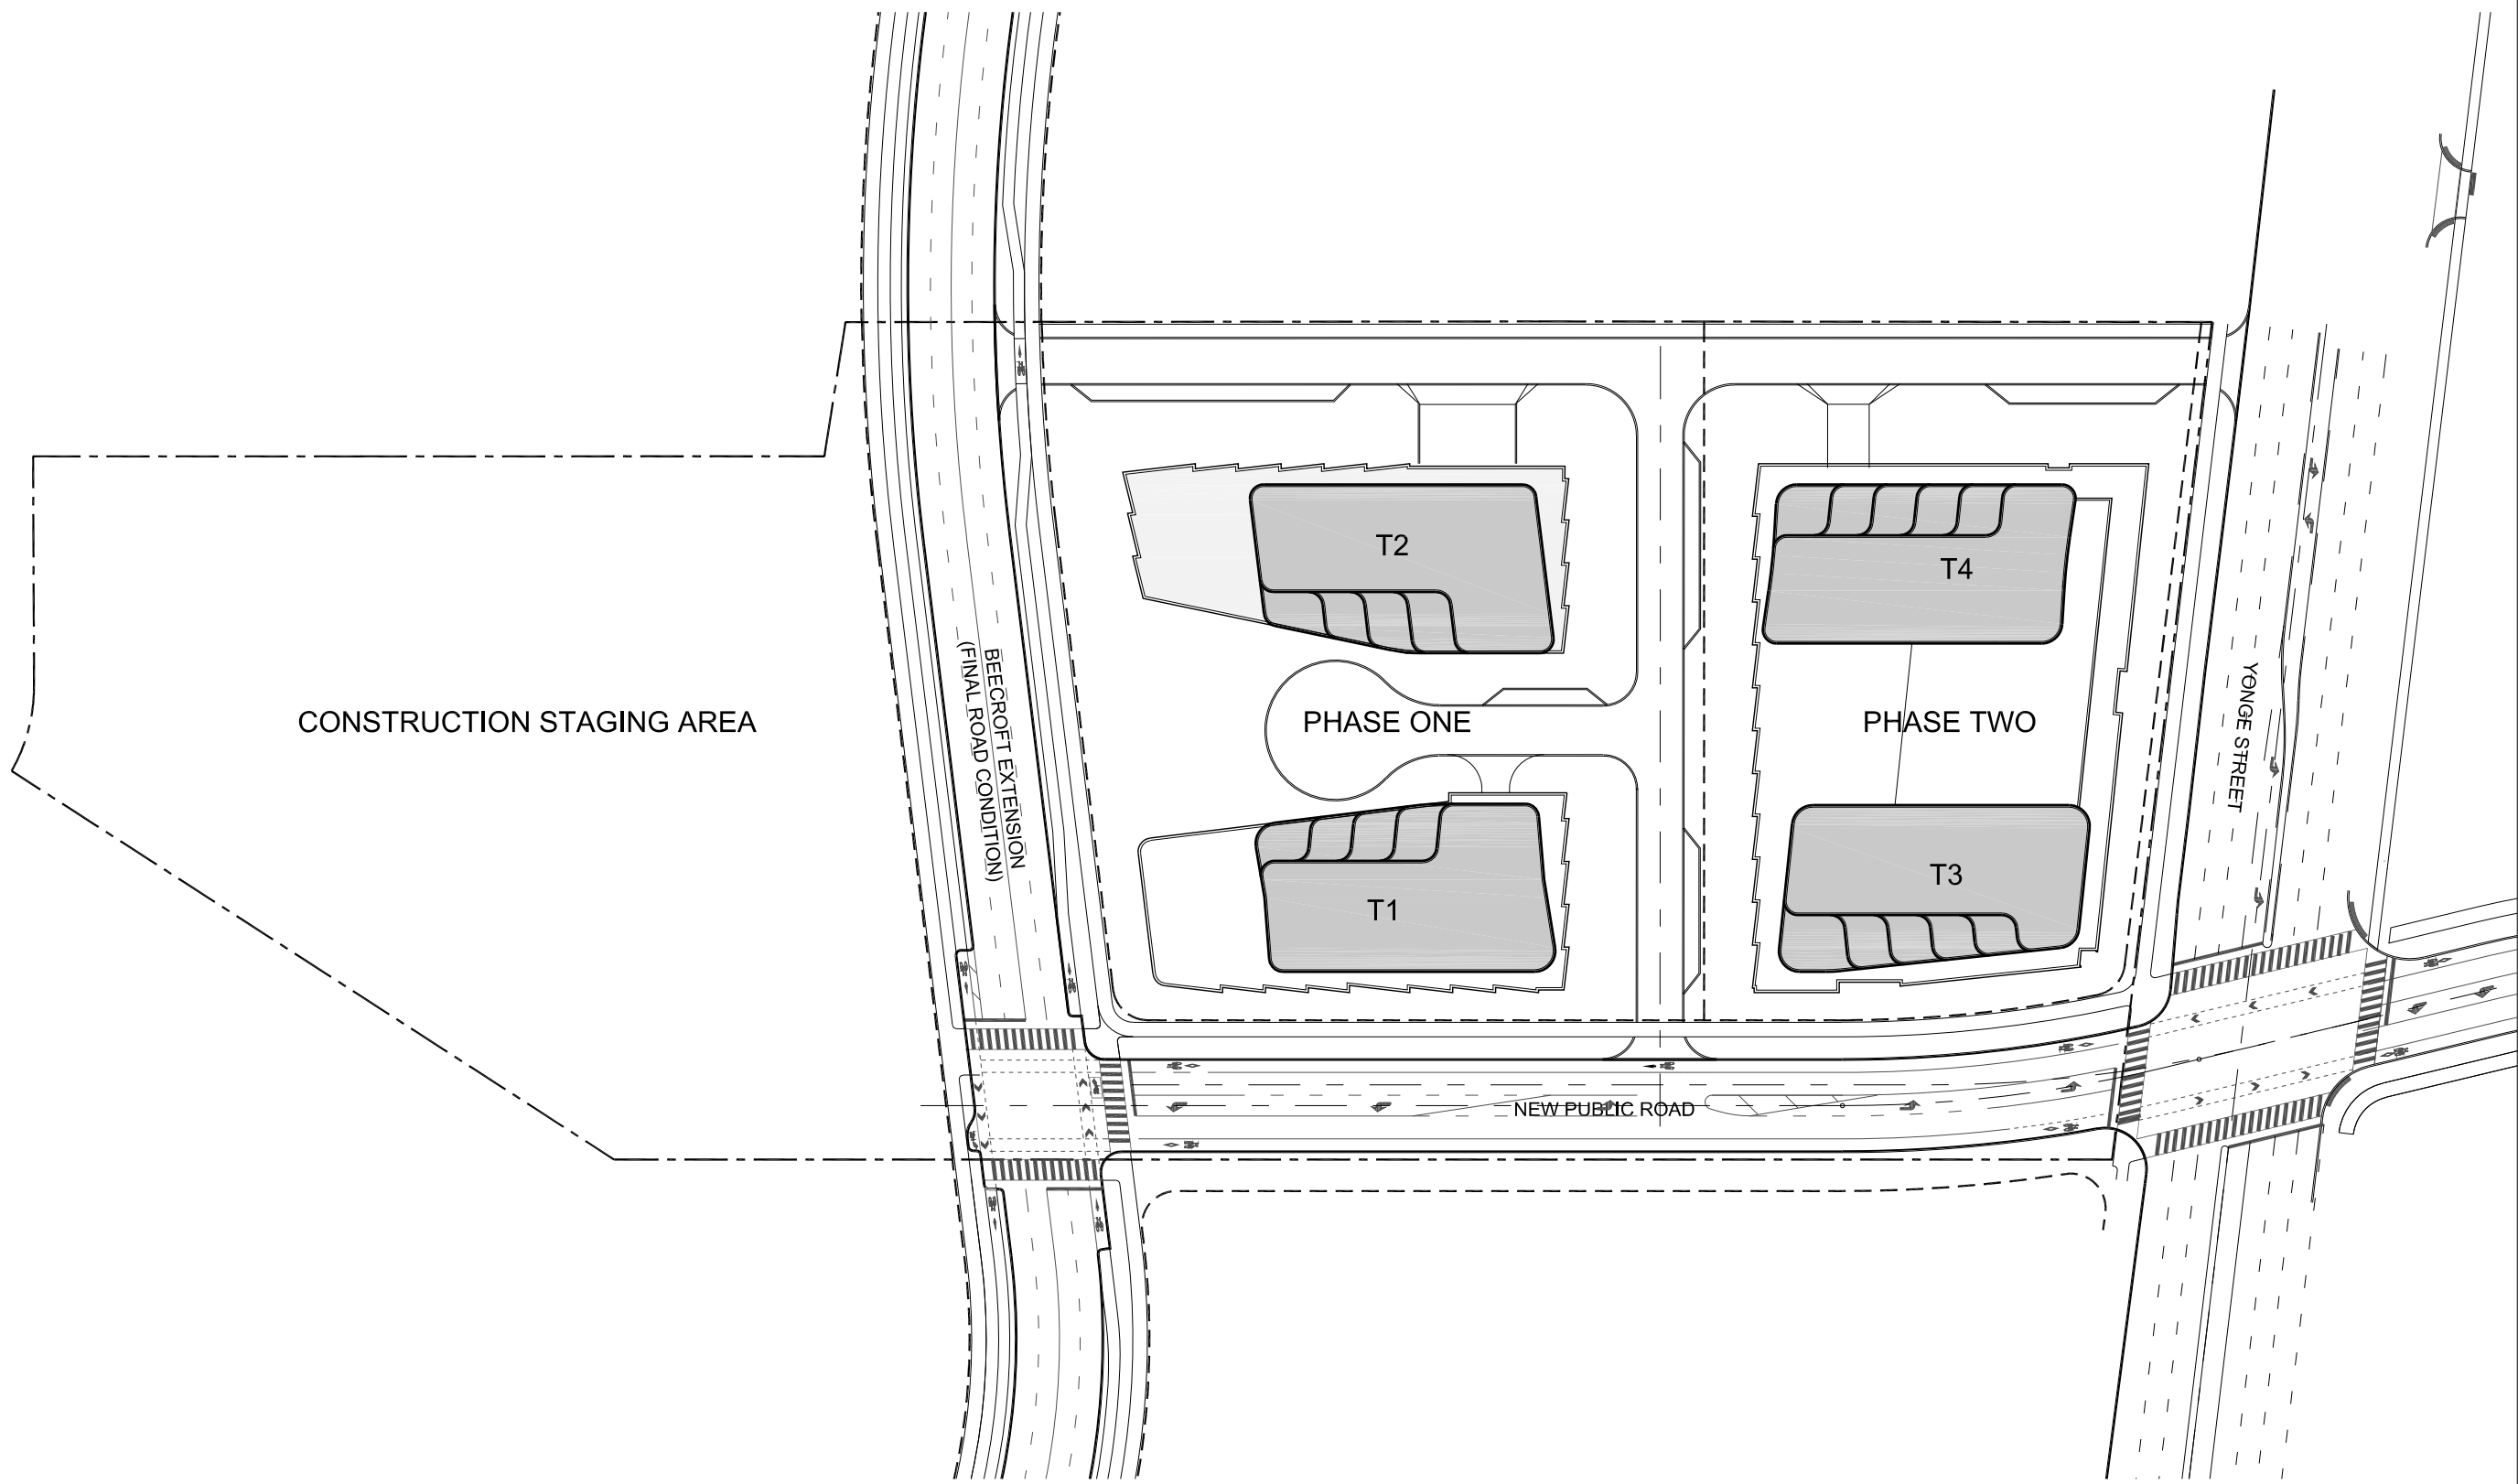 T2
T4
CONSTRUCTION STAGING AREA
BEECROFT EXTENSION
(FINAL ROAD CONDITION)
PHASE ONE
PHASE TWO
YONGE STREET
T1
T3
NEW PUBLIC ROAD